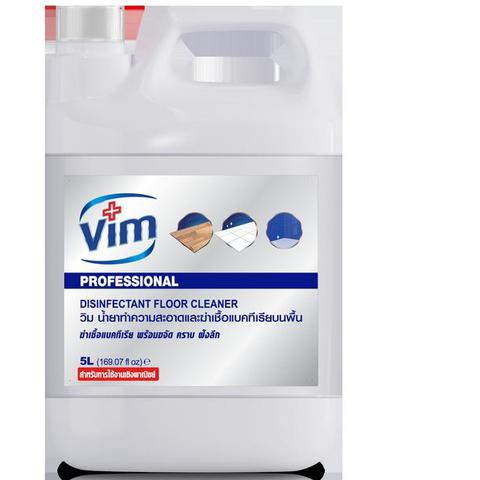 Vim
PROFESSIONAL
DISINFECTANT FLOOR CLEANER
วิม น้ำยาทำความสะอาดและฆ่าเชื้อแบคทีเรียบนพื้น
ฆ่าเชื้อแบคทีเรีย พร้อมขจัด คราบ ฝังลึก
5L (169.07 fl oz) ℮
สำหรับการใช้งานเชิงพาณิชย์